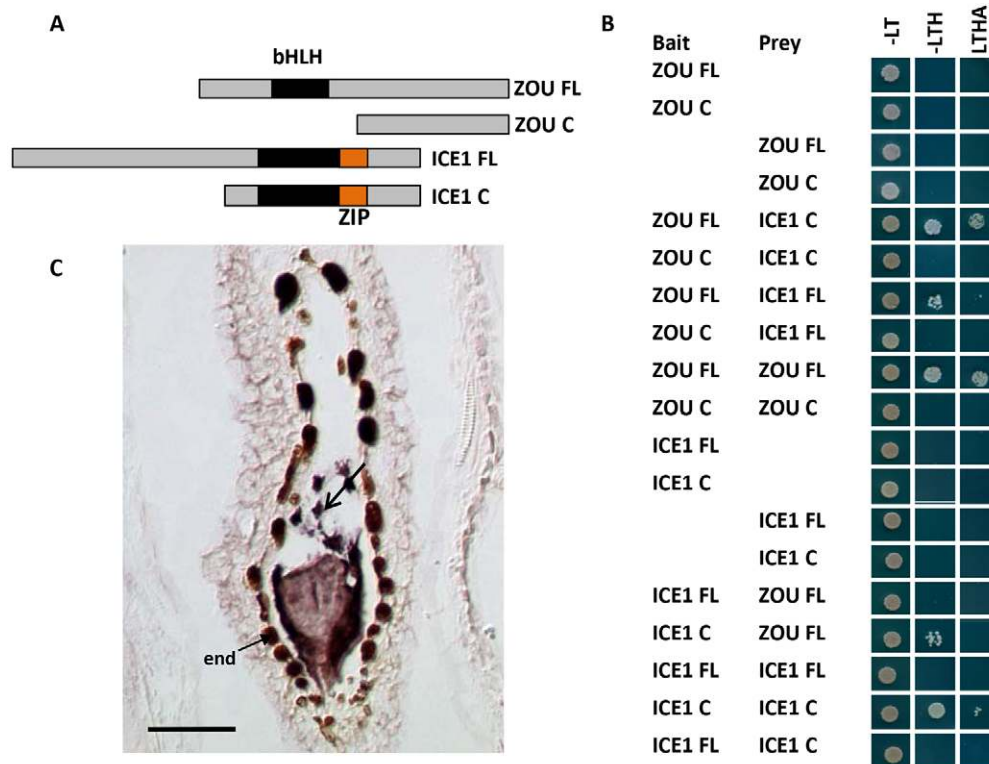 A
bHLH
ZOU FL
ZOU C
ICE1 FL
ICE1 C
ZIP
B
Bait Prey -LT -LTH LTHA
ZOU FL
ZOU C
ZOU FL
ZOU C
ZOU FL ICE1 C
ZOU C ICE1 C
ZOU FL ICE1 FL
ZOU C ICE1 FL
ZOU FL ZOU FL
ZOU C ZOU C
ICE1 FL
ICE1 C
ICE1 FL
ICE1 C
ICE1 FL ZOU FL
ICE1 C ZOU FL
ICE1 FL ICE1 FL
ICE1 C ICE1 C
ICE1 FL ICE1 C
C
end